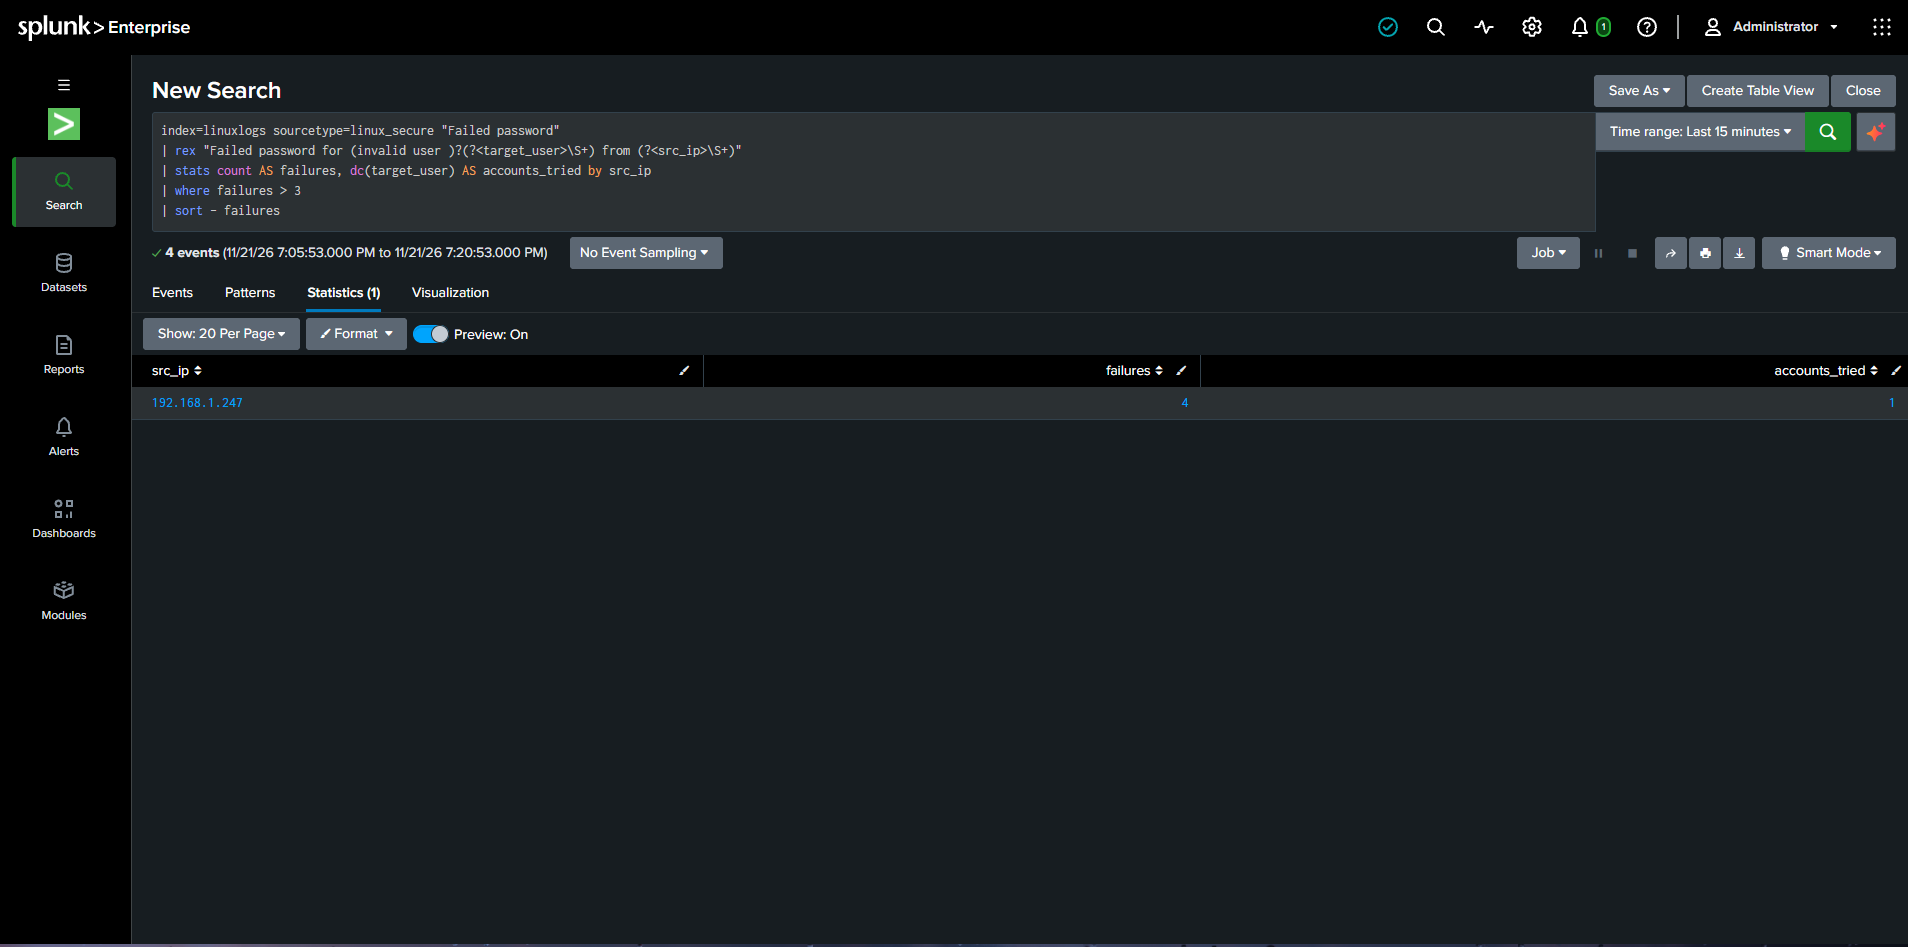 splunk> Enterprise
1
Administrator
New Search
Save As
Create Table View
Close
index=linuxlogs sourcetype=linux_secure "Failed password"
| rex "Failed password for (invalid user )?(?<target_user>\S+) from (?<src_ip>\S+)"
| stats count AS failures, dc(target_user) AS accounts_tried by src_ip
| where failures > 3
| sort - failures
Time range: Last 15 minutes
Search
Datasets
Reports
Alerts
Dashboards
Modules
4 events (11/21/26 7:05:53.000 PM to 11/21/26 7:20:53.000 PM)
No Event Sampling
Job
Smart Mode
Events
Patterns
Statistics (1)
Visualization
Show: 20 Per Page
Format
Preview: On
src_ip
failures
accounts_tried
192.168.1.247
4
1